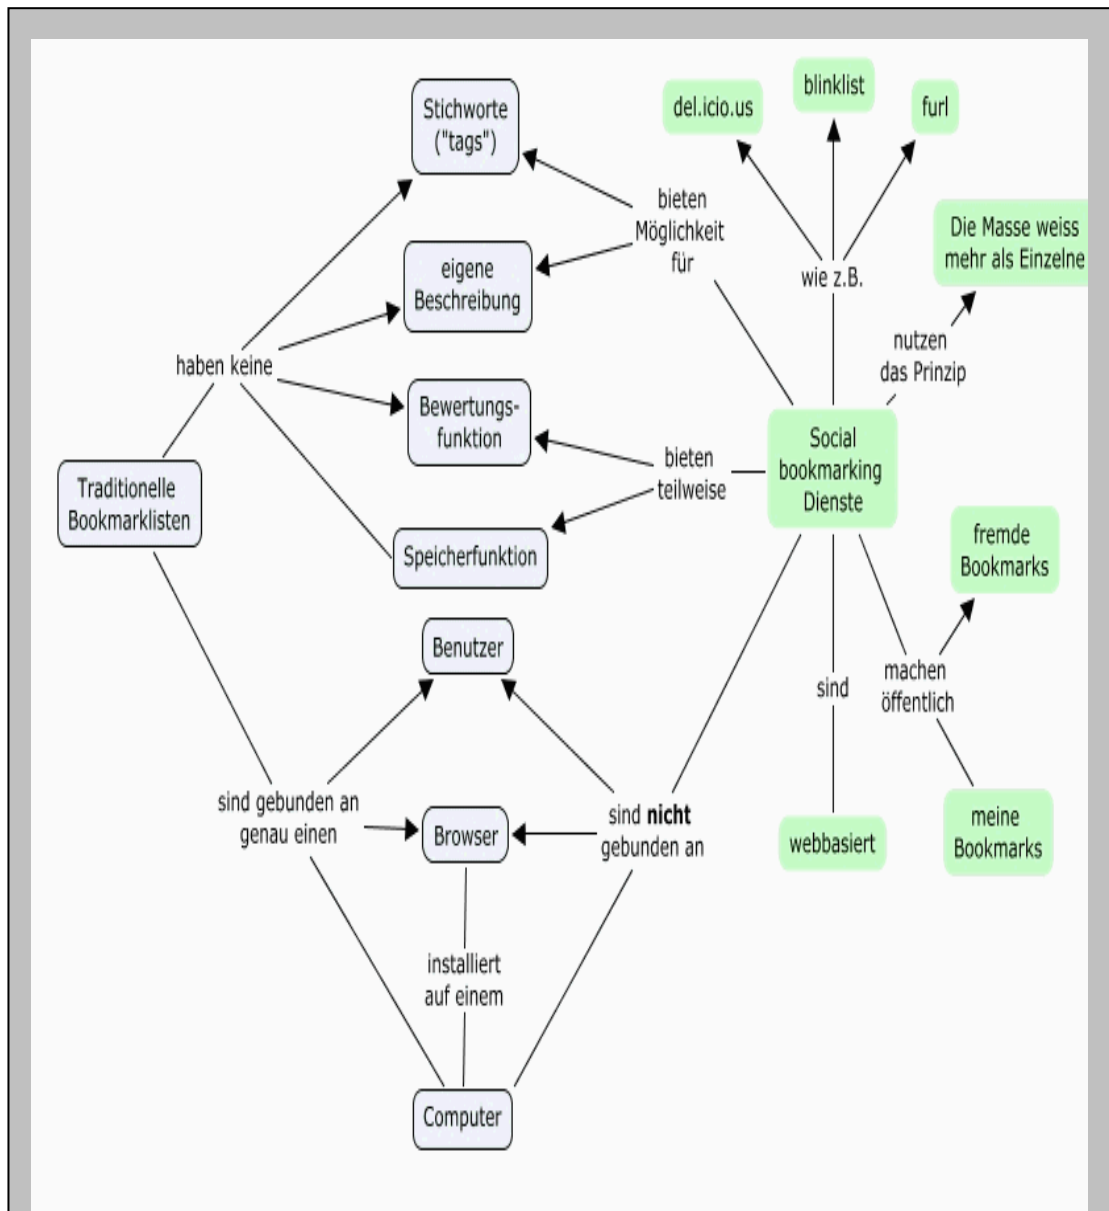 Stichworte
("tags")
del.icio.us
blinklist
furl
bieten
Möglichkeit
für
Die Masse weiss
mehr als Einzelne
eigene
Beschreibung
wie z.B.
nutzen
das Prinzip
haben keine
Bewertungs-
funktion
Social
bookmarking
Dienste
bieten
teilweise
Traditionelle
Bookmarklisten
Speicherfunktion
fremde
Bookmarks
Benutzer
sind
machen
öffentlich
sind gebunden an
genau einen
Browser
sind nicht
gebunden an
webbasiert
meine
Bookmarks
installiert
auf einem
Computer